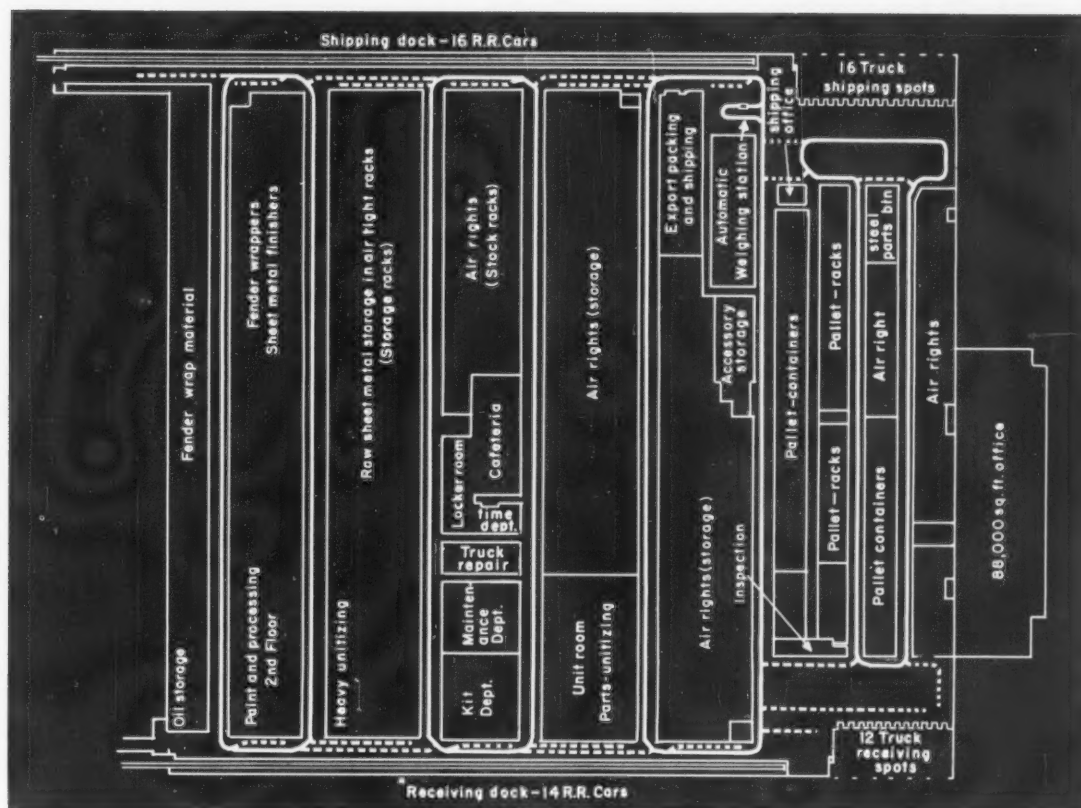 Shipping dock-16 R.R. Cars
16 Truck
shipping spots
shipping
office
Oil storage
Fender wrap material
Paint and processing
2nd Floor
Fender wrappers
Sheet metal finishers
Heavy unitizing
Raw sheet metal storage in air tight racks
(Storage racks)
Air rights
(Stock racks)
Cafeteria
Locker room
time
dept.
Truck
repair
Mainten-
ance
Dept.
Kit
Dept.
Air rights (storage)
Unit room
Parts-unitizing
Export packing
and shipping
Automatic
Weighing station
Accessory
storage
Air rights (storage)
Inspection
Pallet-containers
Pallet-racks
Pallet-racks
steel
parts bin
Air right
Pallet containers
Air rights
88,000 sq. ft. office
12 Truck
receiving
spots
Receiving dock-14 R.R. Cars